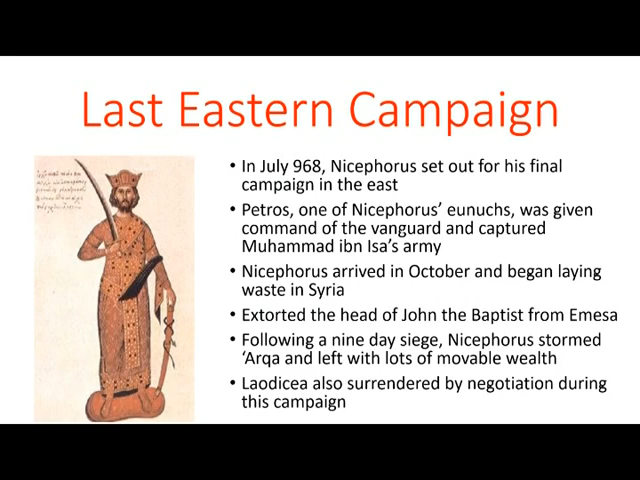 Last Eastern Campaign
• In July 968, Nicephorus set out for his final
campaign in the east
• Petros, one of Nicephorus’ eunuchs, was given
command of the vanguard and captured
Muhammad ibn Isa’s army
• Nicephorus arrived in October and began laying
waste in Syria
• Extorted the head of John the Baptist from Emesa
• Following a nine day siege, Nicephorus stormed
‘Arqa and left with lots of movable wealth
• Laodicea also surrendered by negotiation during
this campaign